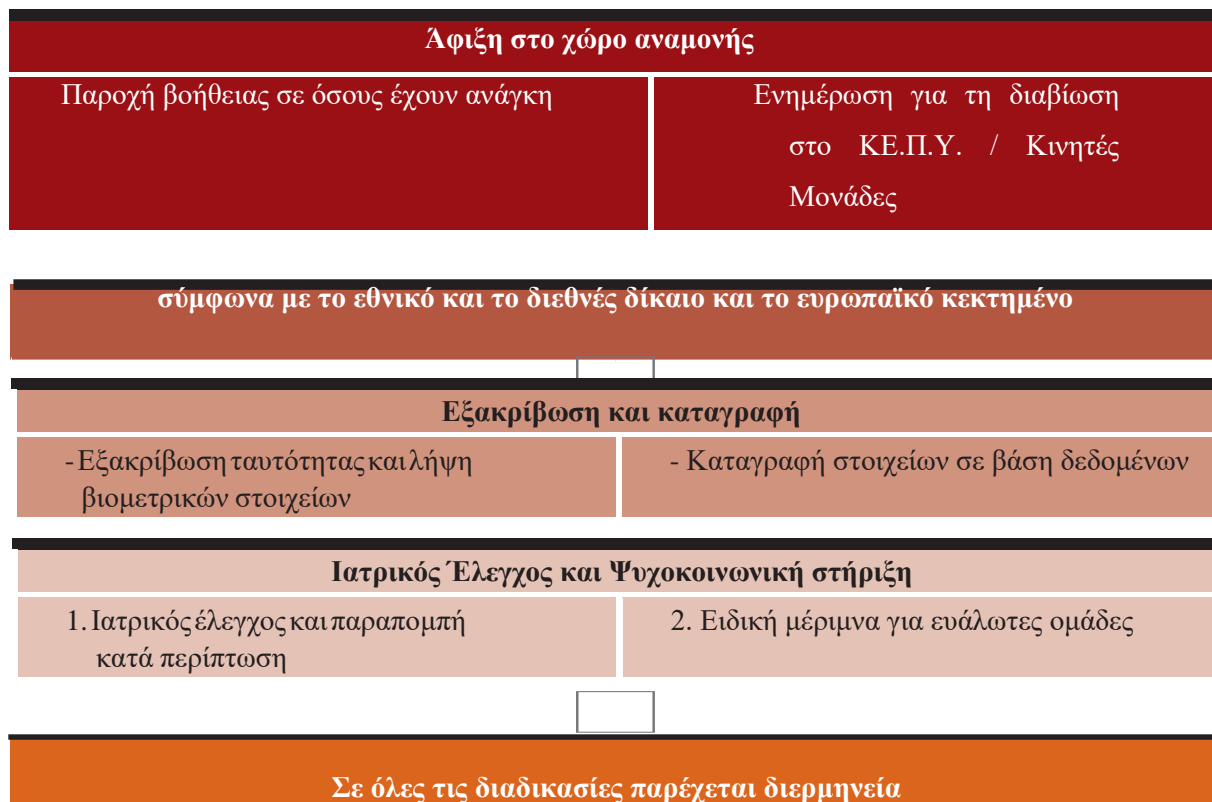 Άφιξη στο χώρο αναμονής
Παροχή βοήθειας σε όσους έχουν ανάγκη
Ενημέρωση για τη διαβίωση
στο ΚΕ.Π.Υ. / Κινητές
Μονάδες
σύμφωνα με το εθνικό και το διεθνές δίκαιο και το ευρωπαϊκό κεκτημένο
Εξακρίβωση και καταγραφή
- Εξακρίβωση ταυτότητας και λήψη
βιομετρικών στοιχείων
- Καταγραφή στοιχείων σε βάση δεδομένων
Ιατρικός Έλεγχος και Ψυχοκοινωνική στήριξη
1. Ιατρικός έλεγχος και παραπομπή
κατά περίπτωση
2. Ειδική μέριμνα για ευάλωτες ομάδες
Σε όλες τις διαδικασίες παρέχεται διερμηνεία